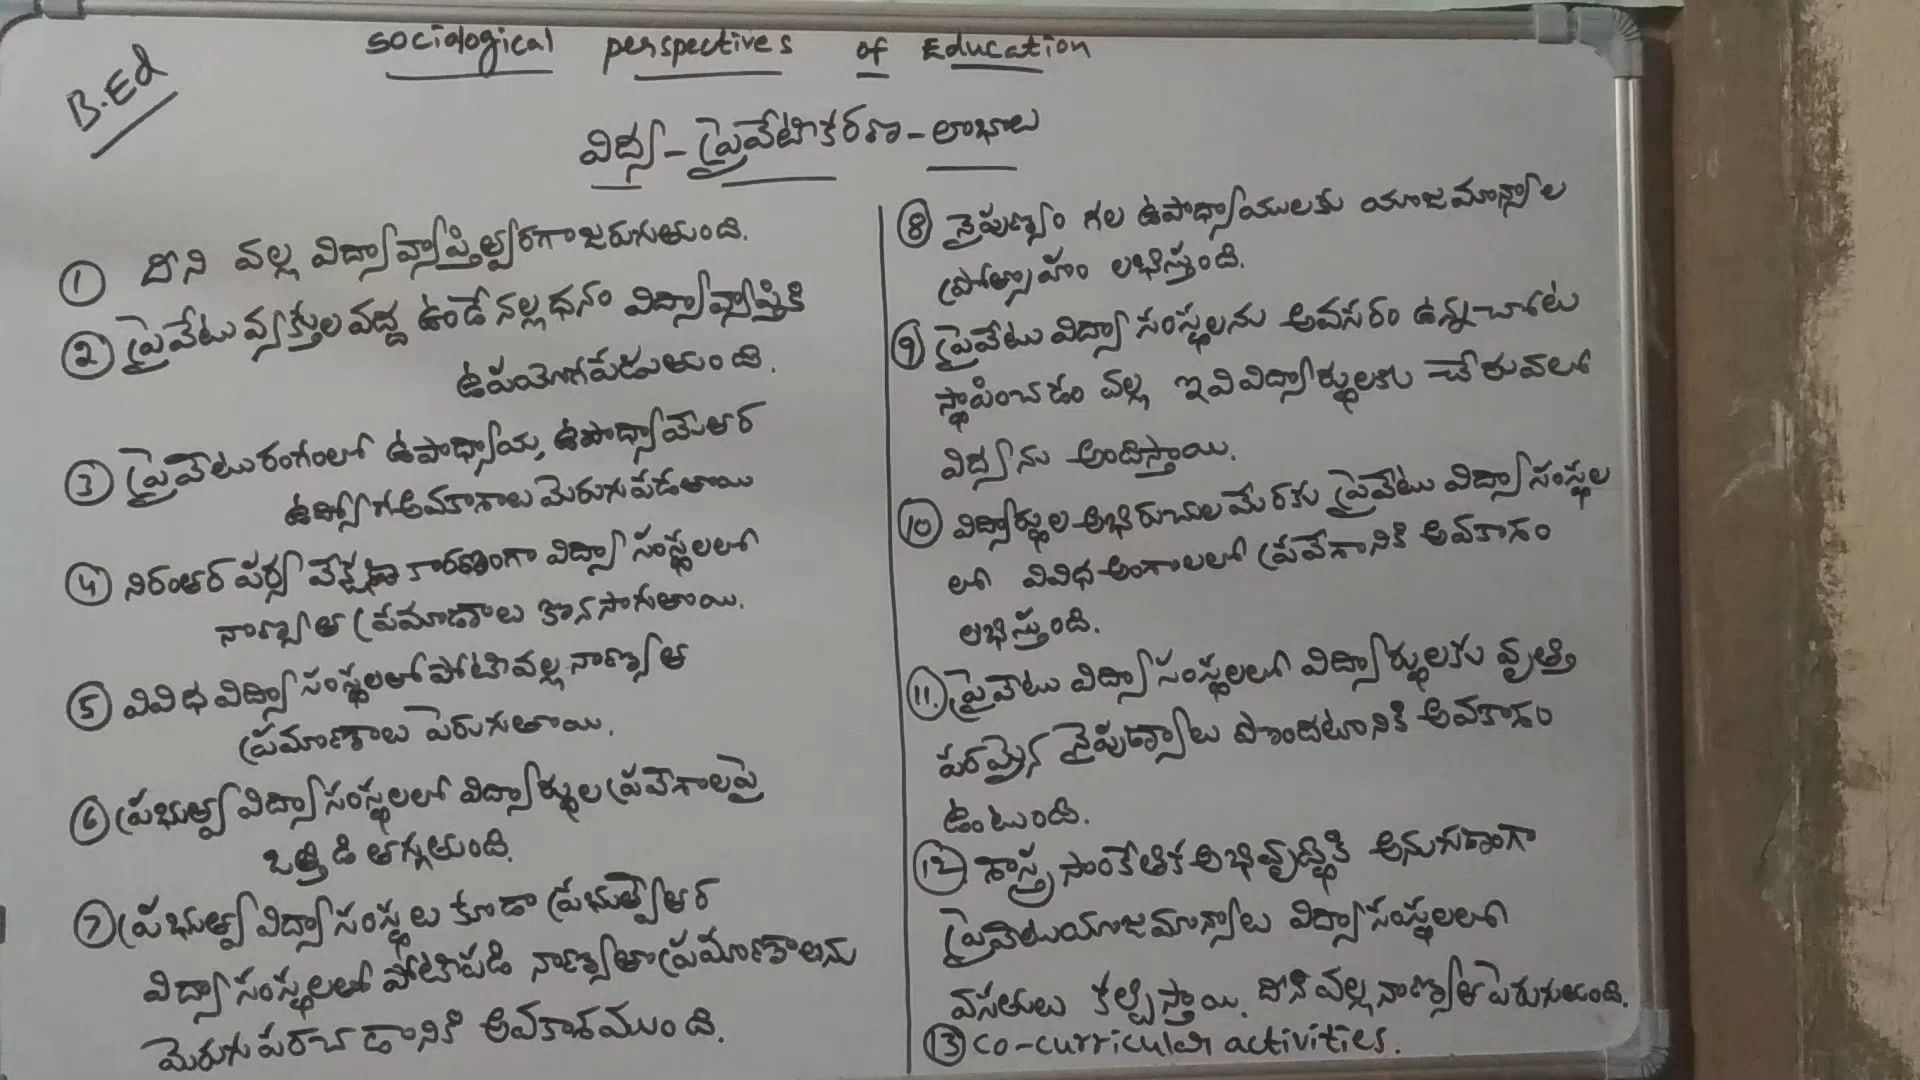 B.Ed
sociological perspectives of Education
విద్య - ప్రైవేటీకరణ - లాభాలు
① దీని వల్ల విద్యావ్యాప్తి త్వరగా జరుగుతుంది.
② ప్రైవేటు వ్యక్తుల వద్ద ఉండే నల్లధనం విద్యావ్యాప్తికి
ఉపయోగపడుతుంది.
③ ప్రైవేటు రంగంలో ఉపాధ్యాయ, ఉపాధ్యాయేతర
ఉద్యోగ అవకాశాలు మెరుగుపడతాయి
④ నిరంతర పర్యవేక్షణ కారణంగా విద్యా సంస్థలలో
నాణ్యత ప్రమాణాలు కొనసాగుతాయి.
⑤ వివిధ విద్యా సంస్థలలో పోటీవల్ల నాణ్యత
ప్రమాణాలు పెరుగుతాయి.
⑥ ప్రభుత్వ విద్యాసంస్థలలో విద్యార్థుల ప్రవేశాలపై
ఒత్తిడి తగ్గుతుంది.
⑦ ప్రభుత్వ విద్యాసంస్థలు కూడా ప్రభుత్వేతర
విద్యాసంస్థలలో పోటీపడి నాణ్యతా ప్రమాణాలను
మెరుగు పరచడానికి అవకాశముంది.
⑧ నైపుణ్యం గల ఉపాధ్యాయులకు యాజమాన్యాల
ప్రోత్సాహం లభిస్తుంది.
⑨ ప్రైవేటు విద్యా సంస్థలను అవసరం ఉన్నచోట
స్థాపించడం వల్ల ఇవి విద్యార్థులకు చేరువలో
విద్యను అందిస్తాయి.
⑩ విద్యార్థుల అభిరుచుల మేరకు ప్రైవేటు విద్యాసంస్థల
లో వివిధ అంశాలలో ప్రవేశానికి అవకాశం
లభిస్తుంది.
⑪. ప్రైవేటు విద్యాసంస్థలలో విద్యార్థులకు వృత్తి
పరమైన నైపుణ్యాలు పొందటానికి అవకాశం
ఉంటుంది.
⑫ శాస్త్ర సాంకేతిక అభివృద్ధికి అనుగుణంగా
ప్రైవేటుయాజమాన్యాలు విద్యాసంస్థలలో
వసతులు కల్పిస్తాయి. దీనివల్ల నాణ్యత పెరుగుతుంది.
⑬ co-curricular activities.